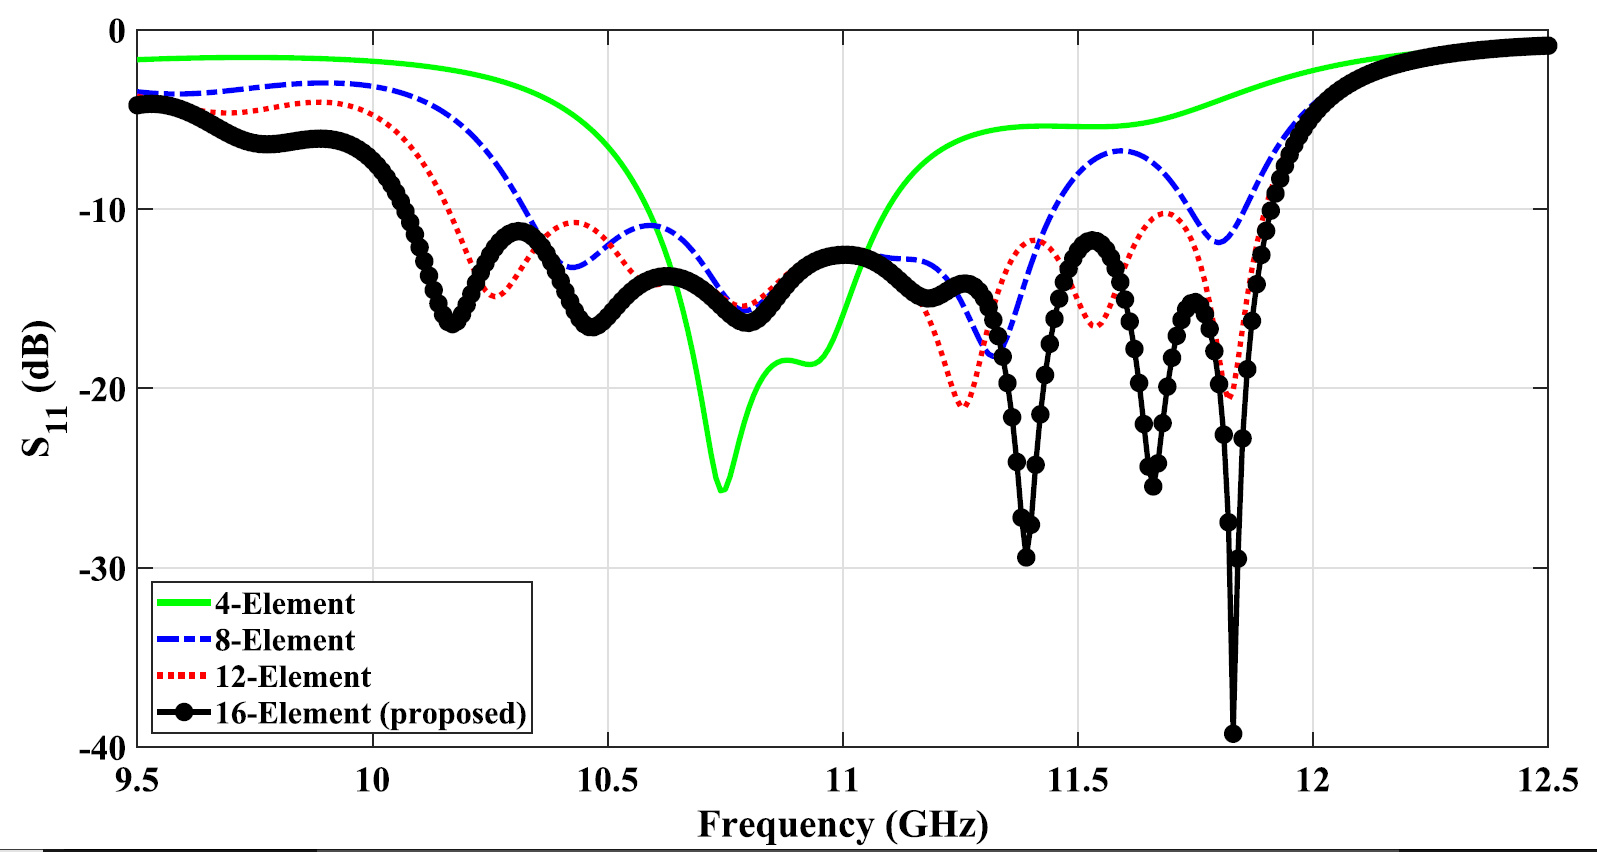 0
-10
-20
-30
-40
S11 (dB)
4-Element
8-Element
12-Element
16-Element (proposed)
9.5 10 10.5 11 11.5 12 12.5
Frequency (GHz)